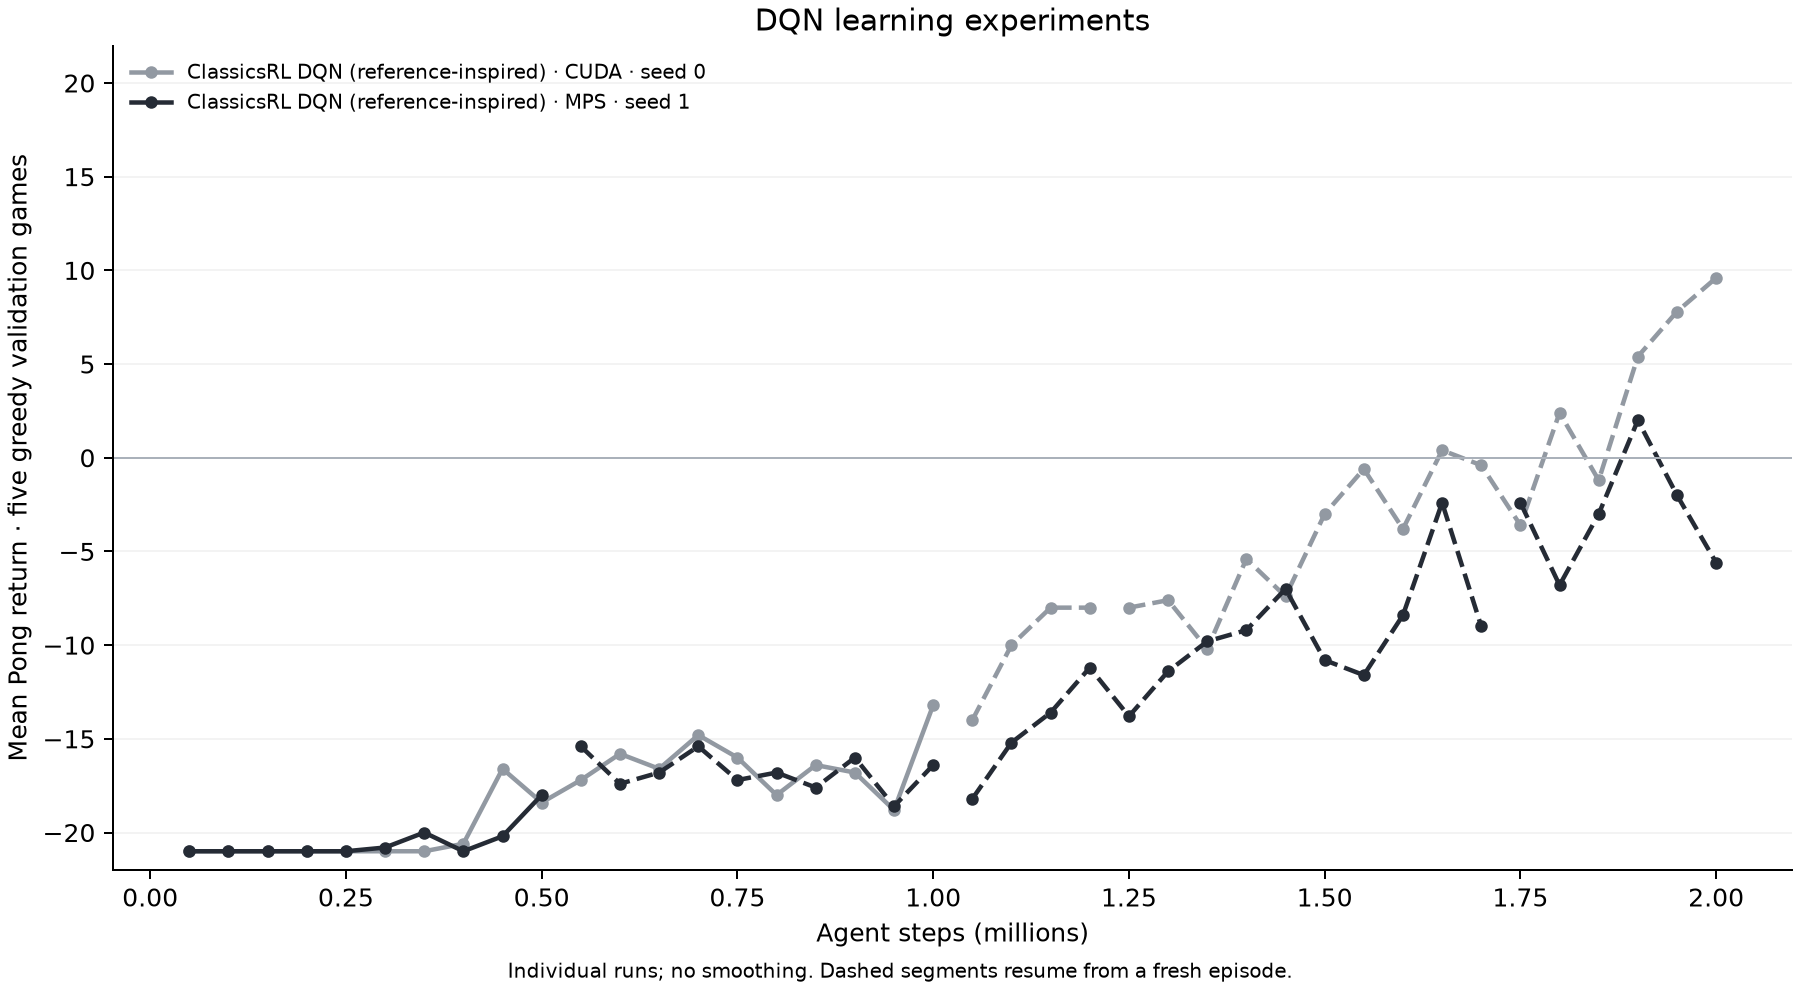 DQN learning experiments
ClassicsRL DQN (reference-inspired) · CUDA · seed 0
ClassicsRL DQN (reference-inspired) · MPS · seed 1
Mean Pong return · five greedy validation games
20
15
10
5
0
−5
−10
−15
−20
0.00 0.25 0.50 0.75 1.00 1.25 1.50 1.75 2.00
Agent steps (millions)
Individual runs; no smoothing. Dashed segments resume from a fresh episode.